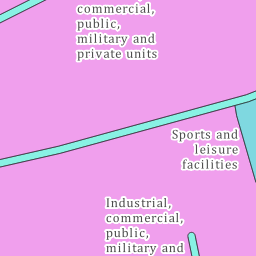 commercial,
public,
military and
private units
Sports and
leisure
facilities
Industrial,
commercial,
public,
military and